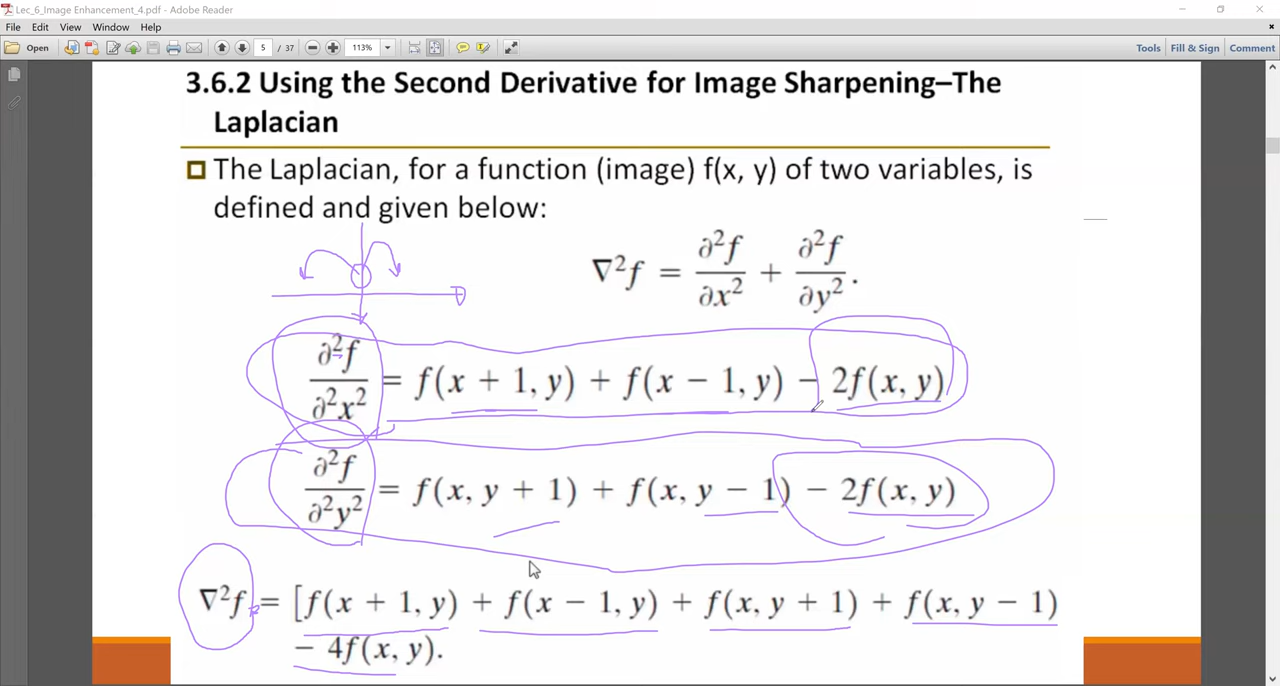 Lec_6_Image Enhancement_4.pdf - Adobe Reader
File Edit View Window Help
Open 5 / 37 113% Tools Fill & Sign Comment
3.6.2 Using the Second Derivative for Image Sharpening–The
Laplacian
The Laplacian, for a function (image) f(x, y) of two variables, is
defined and given below:
∇²f = ∂²f/∂x² + ∂²f/∂y².
∂²f/∂²x² = f(x + 1, y) + f(x − 1, y) − 2f(x, y)
∂²f/∂²y² = f(x, y + 1) + f(x, y − 1) − 2f(x, y)
∇²f = [f(x + 1, y) + f(x − 1, y) + f(x, y + 1) + f(x, y − 1)
− 4f(x, y).